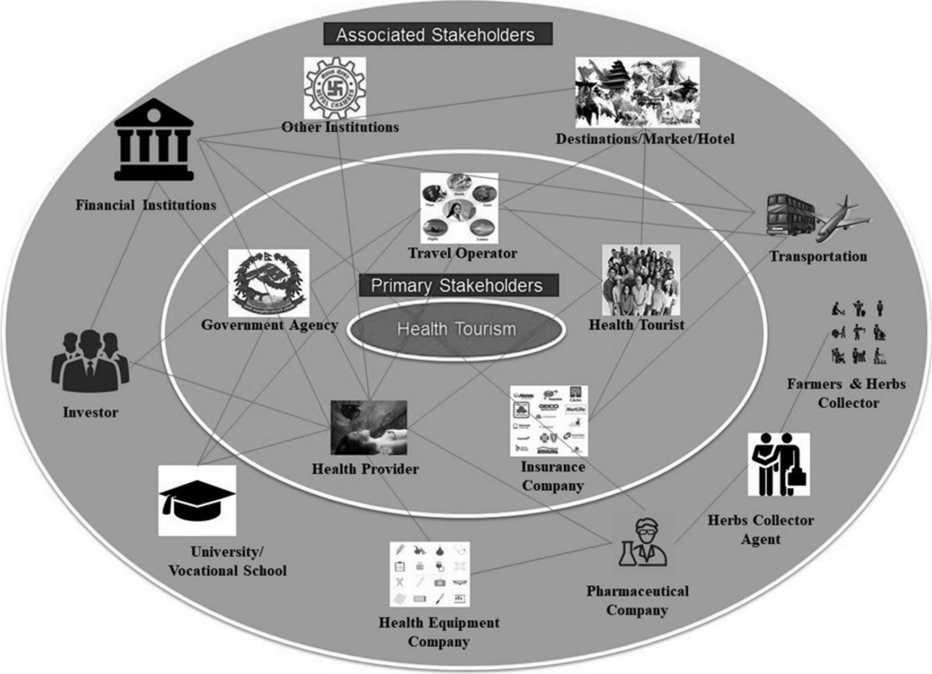 Associated Stakeholders
Other Institutions
Destinations/Market/Hotel
Financial Institutions
Travel Operator
Transportation
Primary Stakeholders
Government Agency
Health Tourism
Health Tourist
Farmers & Herbs
Collector
Investor
Health Provider
Insurance
Company
Herbs Collector
Agent
University/
Vocational School
Pharmaceutical
Company
Health Equipment
Company